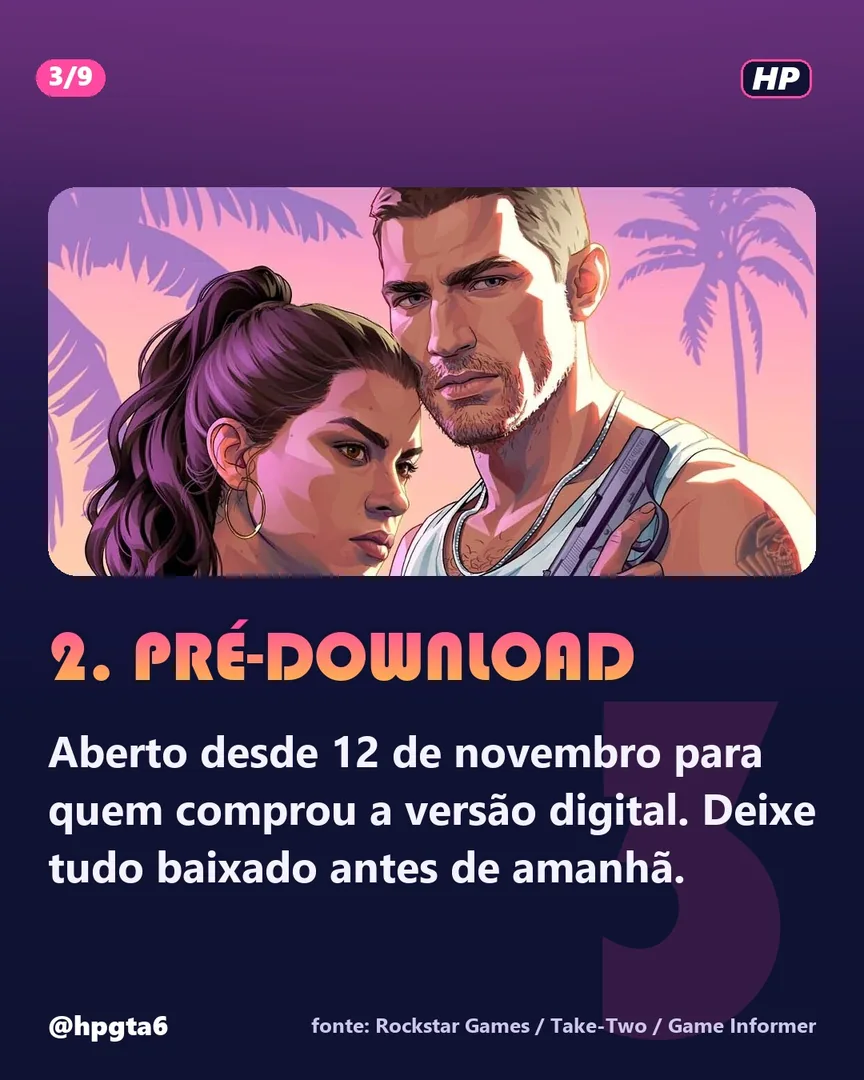 3/9
HP
2. PRÉ-DOWNLOAD
Aberto desde 12 de novembro para
quem comprou a versão digital. Deixe
tudo baixado antes de amanhã.
3
@hpgta6
fonte: Rockstar Games / Take-Two / Game Informer